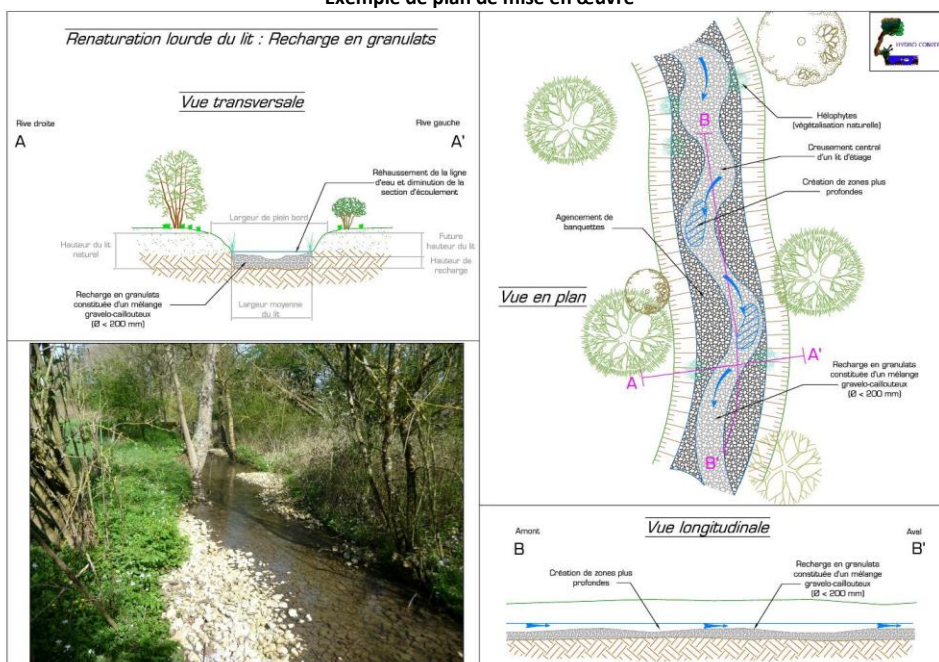 Exemple de plan de mise en œuvre
Renaturation lourde du lit : Recharge en granulats
Vue transversale
Rive droite
A
Rive gauche
A'
Réhaussement de la ligne
d'eau et diminution de la
section d'écoulement
Largeur de plein bord
Hauteur du lit
naturel
Future
hauteur du lit
Hauteur de
recharge
Recharge en granulats
constituée d'un mélange
gravelo-caillouteux
(Ø < 200 mm)
Largeur moyenne
du lit
HYDRO CONCEPT
B
Hélophytes
(végétalisation naturelle)
Creusement central
d'un lit d'étiage
Création de zones plus
profondes
Agencement de
banquettes
Vue en plan
A
A'
Recharge en granulats
constituée d'un mélange
gravelo-caillouteux
(Ø < 200 mm)
B'
Vue longitudinale
Amont
B
Aval
B'
Création de zones plus
profondes
Recharge en granulats
constituée d'un mélange
gravelo-caillouteux
(Ø < 200 mm)